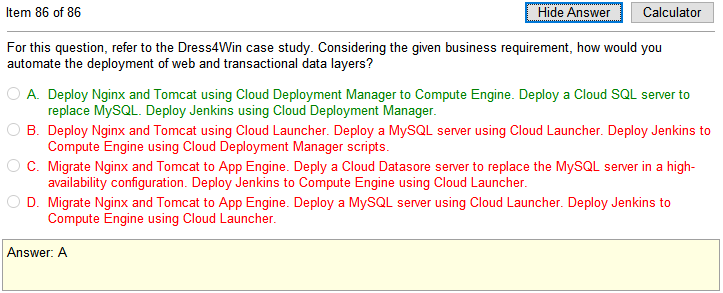 Item 86 of 86
Hide Answer
Calculator
For this question, refer to the Dress4Win case study. Considering the given business requirement, how would you
automate the deployment of web and transactional data layers?
A. Deploy Nginx and Tomcat using Cloud Deployment Manager to Compute Engine. Deploy a Cloud SQL server to
replace MySQL. Deploy Jenkins using Cloud Deployment Manager.
B. Deploy Nginx and Tomcat using Cloud Launcher. Deploy a MySQL server using Cloud Launcher. Deploy Jenkins to
Compute Engine using Cloud Deployment Manager scripts.
C. Migrate Nginx and Tomcat to App Engine. Deply a Cloud Datasore server to replace the MySQL server in a high-
availability configuration. Deploy Jenkins to Compute Engine using Cloud Launcher.
D. Migrate Nginx and Tomcat to App Engine. Deploy a MySQL server using Cloud Launcher. Deploy Jenkins to
Compute Engine using Cloud Launcher.
Answer: A